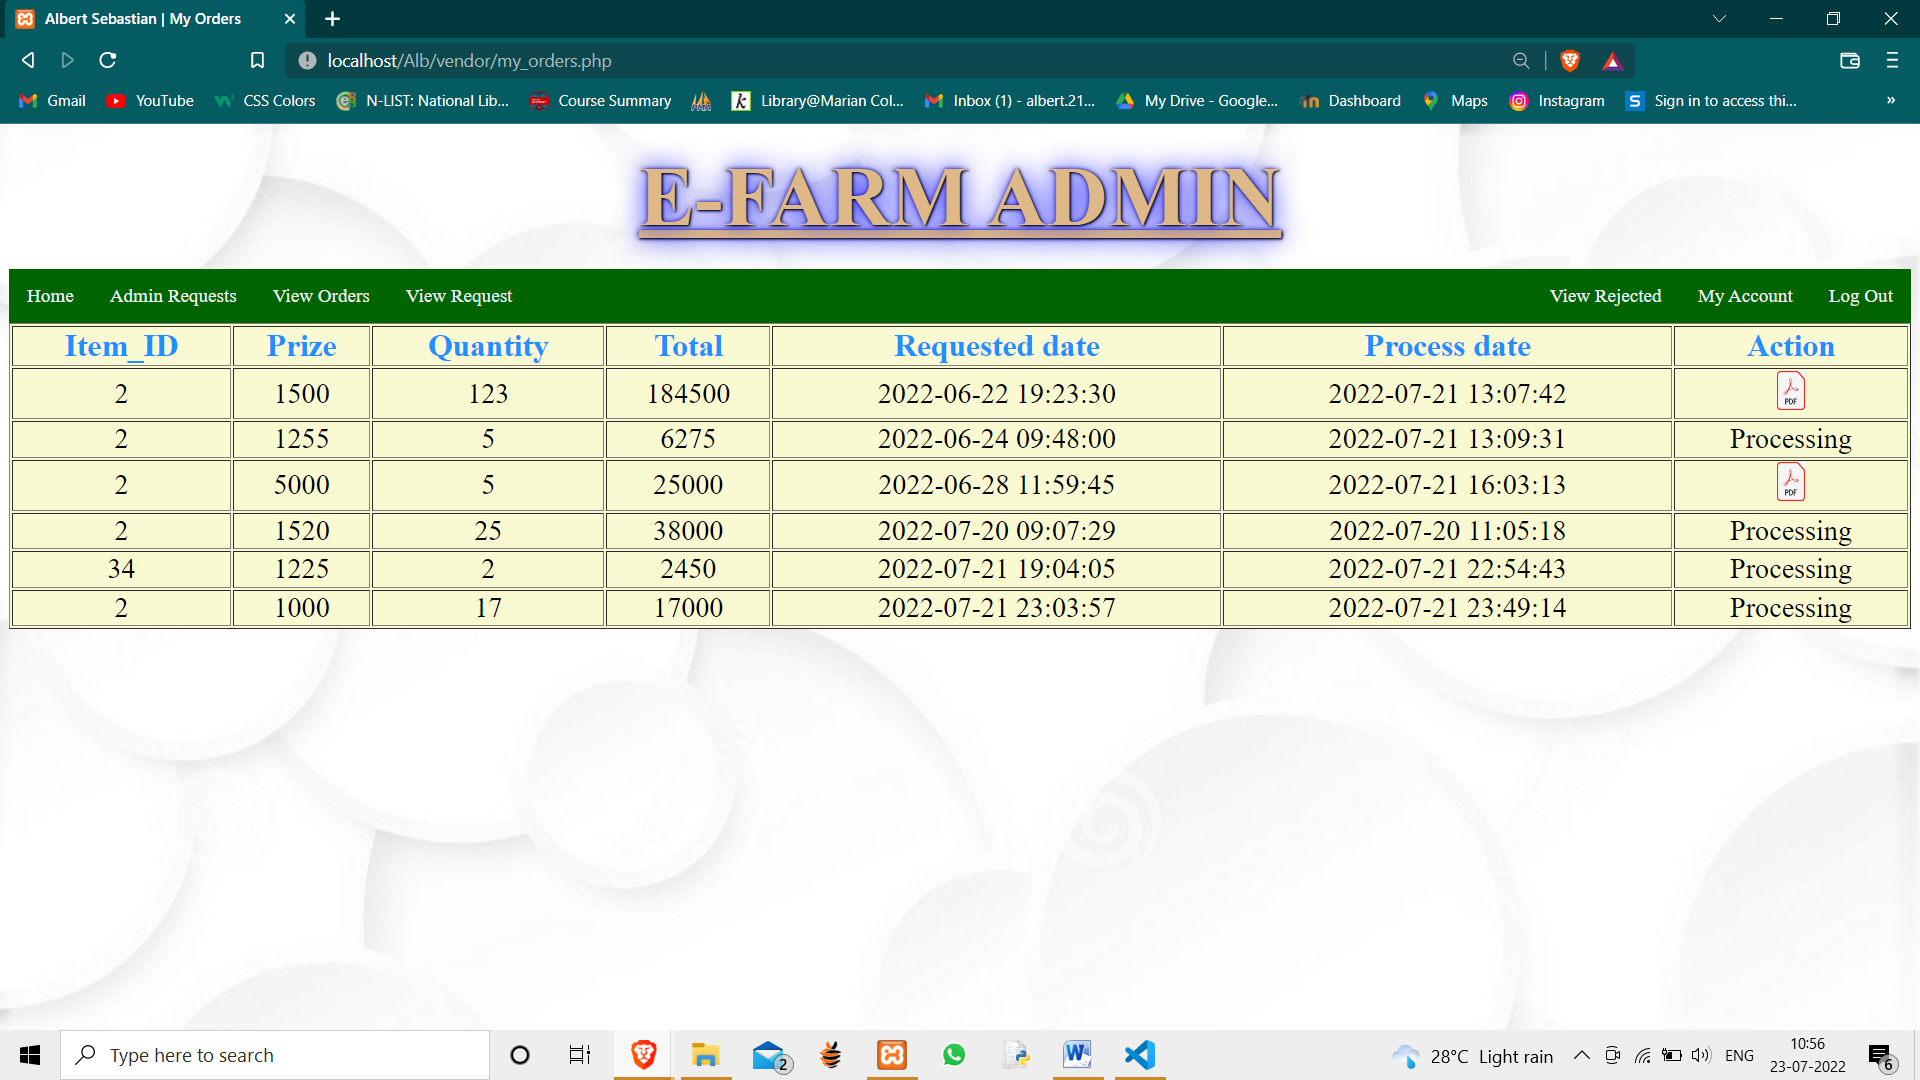 Albert Sebastian | My Orders
localhost/Alb/vendor/my_orders.php
Gmail YouTube CSS Colors N-LIST: National Lib... Course Summary Library@Marian Col... Inbox (1) - albert.21... My Drive - Google... Dashboard Maps Instagram Sign in to access thi... »
E-FARM ADMIN
Home Admin Requests View Orders View Request View Rejected My Account Log Out
Item_ID Prize Quantity Total Requested date Process date Action
2 1500 123 184500 2022-06-22 19:23:30 2022-07-21 13:07:42 PDF
2 1255 5 6275 2022-06-24 09:48:00 2022-07-21 13:09:31 Processing
2 5000 5 25000 2022-06-28 11:59:45 2022-07-21 16:03:13 PDF
2 1520 25 38000 2022-07-20 09:07:29 2022-07-20 11:05:18 Processing
34 1225 2 2450 2022-07-21 19:04:05 2022-07-21 22:54:43 Processing
2 1000 17 17000 2022-07-21 23:03:57 2022-07-21 23:49:14 Processing
Type here to search 2 28°C Light rain ENG 10:56 6
23-07-2022